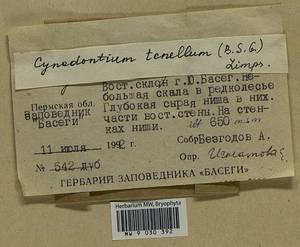 Cynodontium tenellum (B.S.G.)
Limpr.
Вост.склон г.Ю.Басег. Не-
Пермская обл. большая скала в редколесье
заповедник Глубокая сырая ниша в них.
"Басеги" части вост.стены. На стен-
ках ниши. 650 м
11 июля 1992 г. Собр. Безгодов А.
№ 542 дуб Опр. Игнатова Е.
ГЕРБАРИЙ ЗАПОВЕДНИКА «БАСЕГИ»
Herbarium MW, Bryophyta
MW 9 030 392